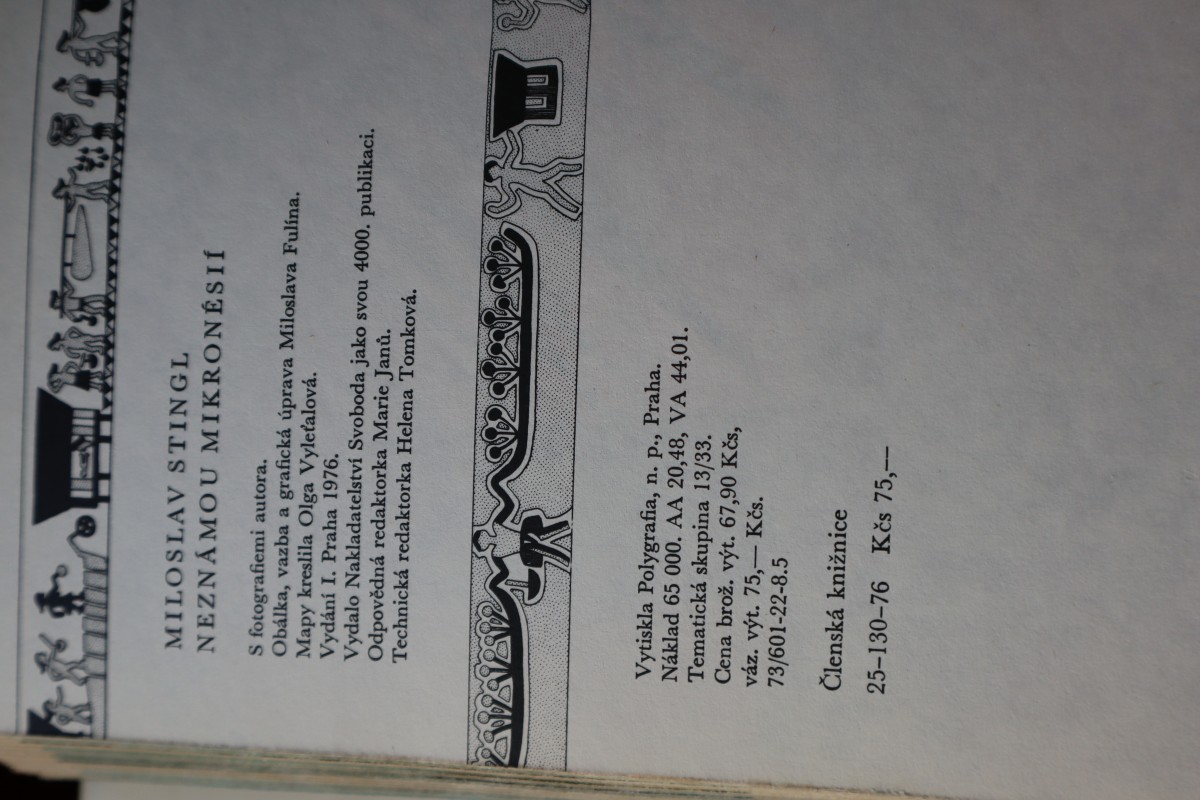 MILOSLAV STINGL
NEZNÁMOU MIKRONÉSIÍ
S fotografiemi autora.
Obálka, vazba a grafická úprava Miloslava Fulína.
Mapy kreslila Olga Vyleťalová.
Vydání I. Praha 1976.
Vydalo Nakladatelství Svoboda jako svou 4000. publikaci.
Odpovědná redaktorka Marie Janů.
Technická redaktorka Helena Tomková.
Vytiskla Polygrafia, n. p., Praha.
Náklad 65 000. AA 20,48, VA 44,01.
Tematická skupina 13/33.
Cena brož. výt. 67,90 Kčs,
váz. výt. 75,— Kčs.
73/601-22-8.5
Členská knižnice
25–130–76 Kčs 75,—